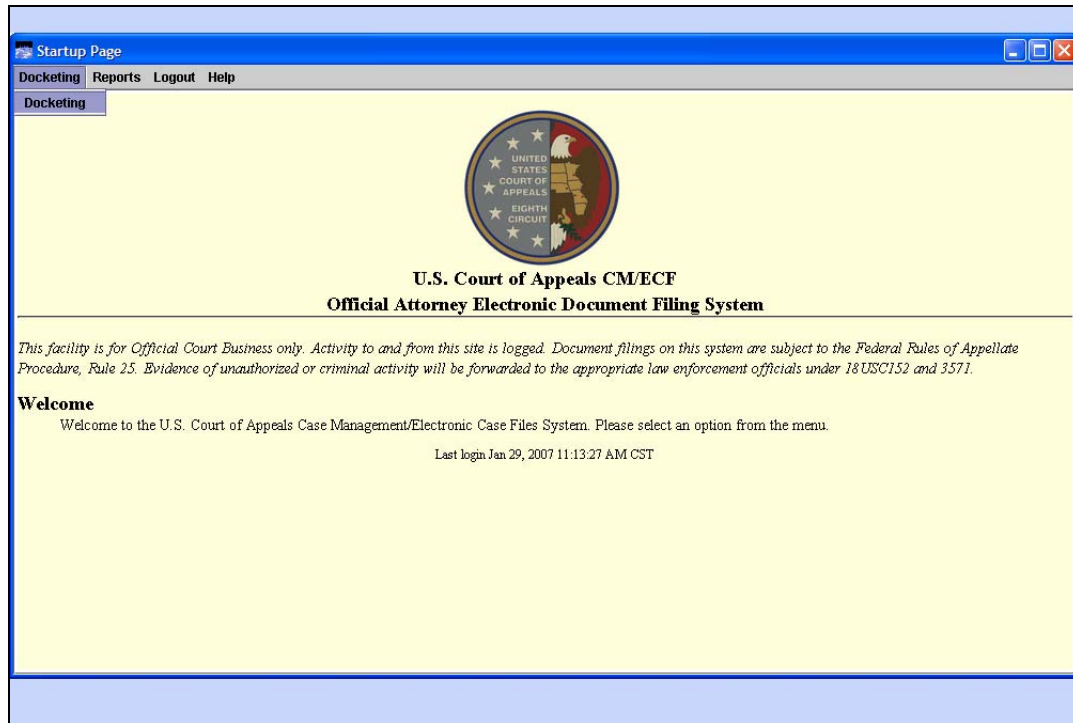 Startup Page
Docketing Reports Logout Help
Docketing
UNITED
STATES
COURT OF
APPEALS
EIGHTH
CIRCUIT
U.S. Court of Appeals CM/ECF
Official Attorney Electronic Document Filing System
This facility is for Official Court Business only. Activity to and from this site is logged. Document filings on this system are subject to the Federal Rules of Appellate
Procedure, Rule 25. Evidence of unauthorized or criminal activity will be forwarded to the appropriate law enforcement officials under 18USC152 and 3571.
Welcome
Welcome to the U.S. Court of Appeals Case Management/Electronic Case Files System. Please select an option from the menu.
Last login Jan 29, 2007 11:13:27 AM CST